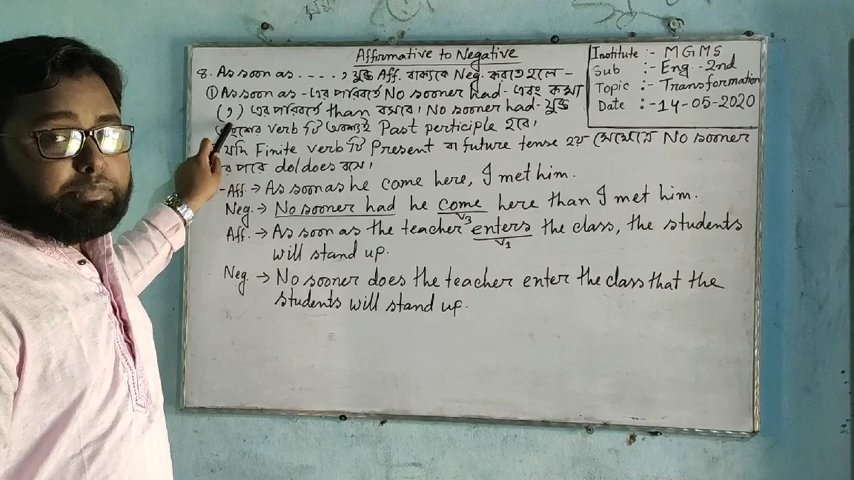 Affirmative to Negative
Institute :- MGMS
Sub :- Eng. 2nd
Topic :- Transformation
Date :- 14-05-2020
8. As soon as - - - - , যুক্ত Aff. বাক্যকে Neg. করতে হলে -
① As soon as -এর পরিবর্তে No sooner had - এবং কমা
(,) এর পরিবর্তে than বসবে। No sooner had- যুক্ত
অংশের verb টি অবশ্যই Past perticiple হবে।
যদি Finite verb টি Present বা future tense হয় সেখানে No sooner
র পরে do/does বসে।
Aff. → As soon as he come here, I met him.
Neg. → No sooner had he come here than I met him.
V3
Aff. → As soon as the teacher enters the class, the students
V1
will stand up.
Neg. → No sooner does the teacher enter the class that the
students will stand up.